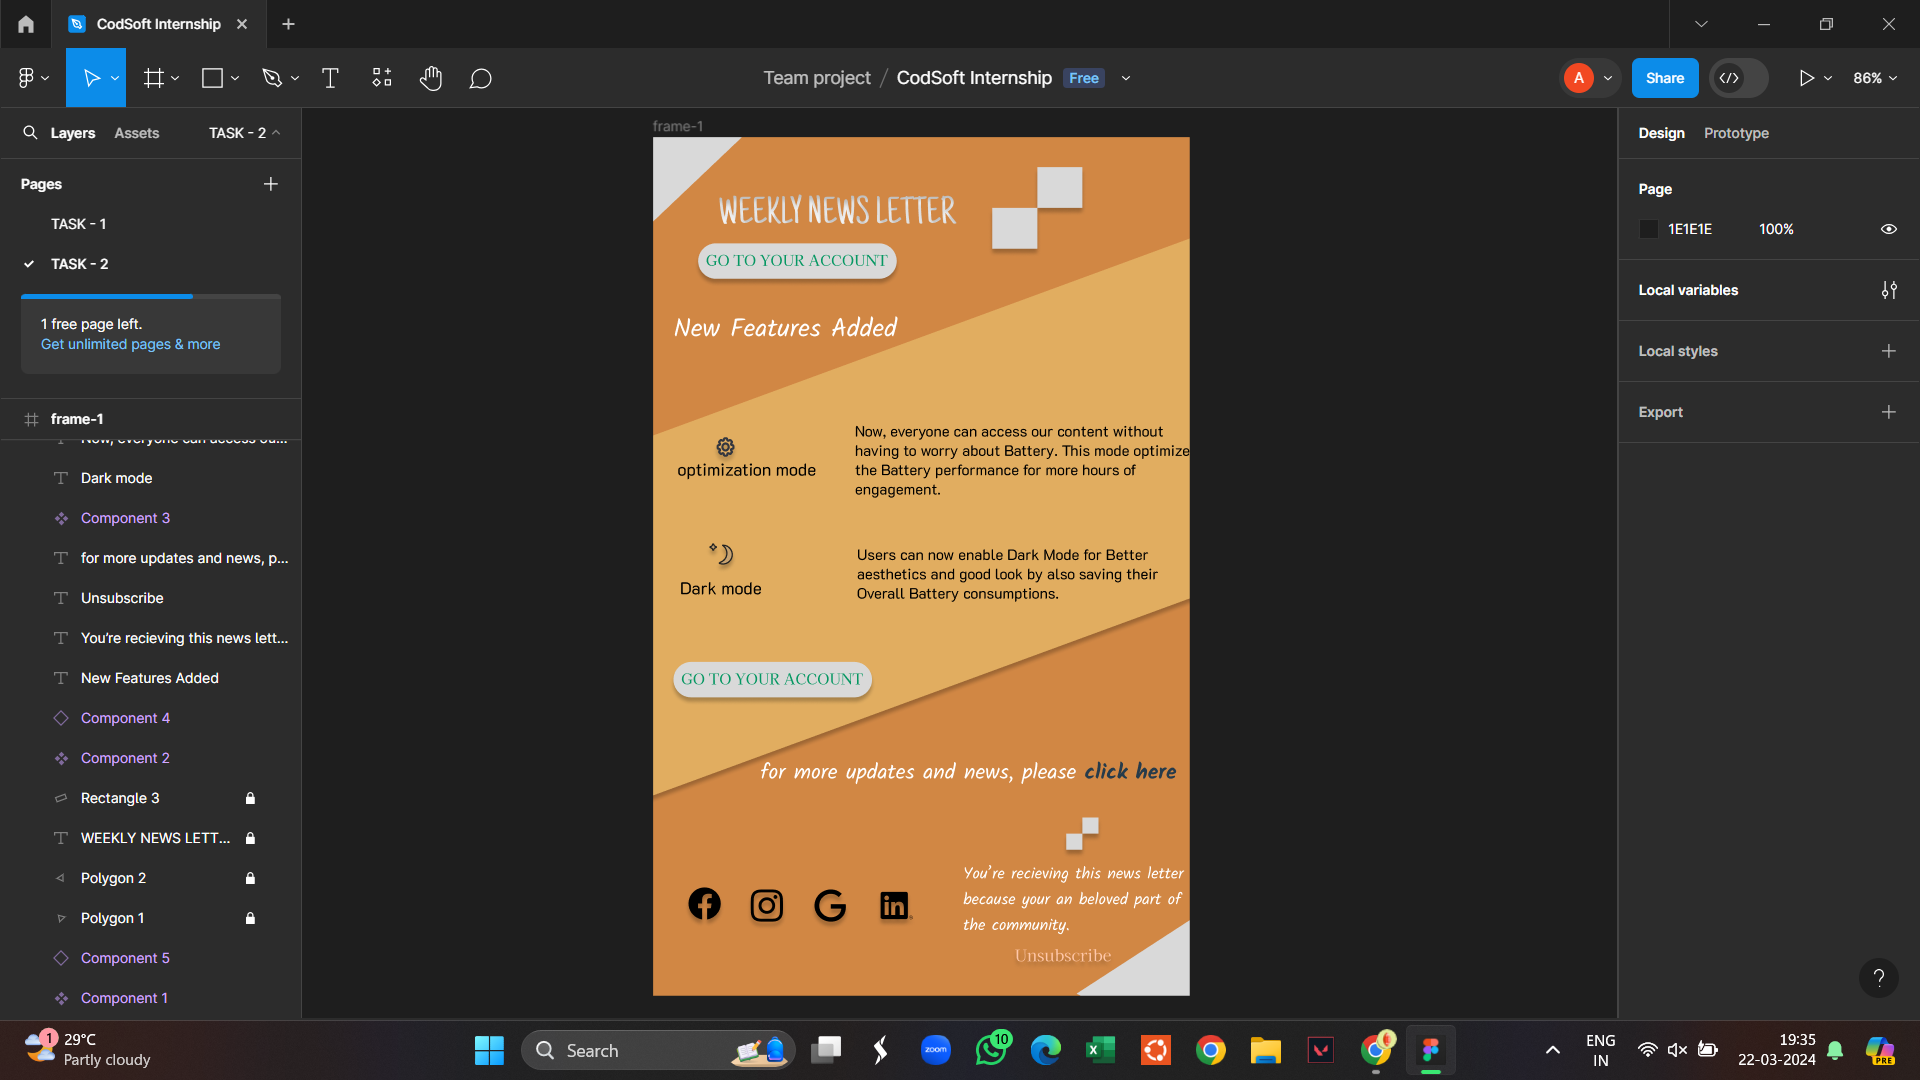 CodSoft Internship
Team project / CodSoft Internship Free
A
Share
86%
Layers Assets TASK - 2
Pages
TASK - 1
TASK - 2
1 free page left.
Get unlimited pages & more
frame-1
Now, everyone can access ou...
Dark mode
Component 3
for more updates and news, p...
Unsubscribe
You're recieving this news lett...
New Features Added
Component 4
Component 2
Rectangle 3
WEEKLY NEWS LETT...
Polygon 2
Polygon 1
Component 5
Component 1
frame-1
WEEKLY NEWS LETTER
GO TO YOUR ACCOUNT
New Features Added
optimization mode
Now, everyone can access our content without
having to worry about Battery. This mode optimize
the Battery performance for more hours of
engagement.
Dark mode
Users can now enable Dark Mode for Better
aesthetics and good look by also saving their
Overall Battery consumptions.
GO TO YOUR ACCOUNT
for more updates and news, please click here
in
You're recieving this news letter
because your an beloved part of
the community.
Unsubscribe
Design Prototype
Page
1E1E1E 100%
Local variables
Local styles
Export
?
1
29°C
Partly cloudy
Search
zoom
10
ENG
IN
19:35
22-03-2024
PRE